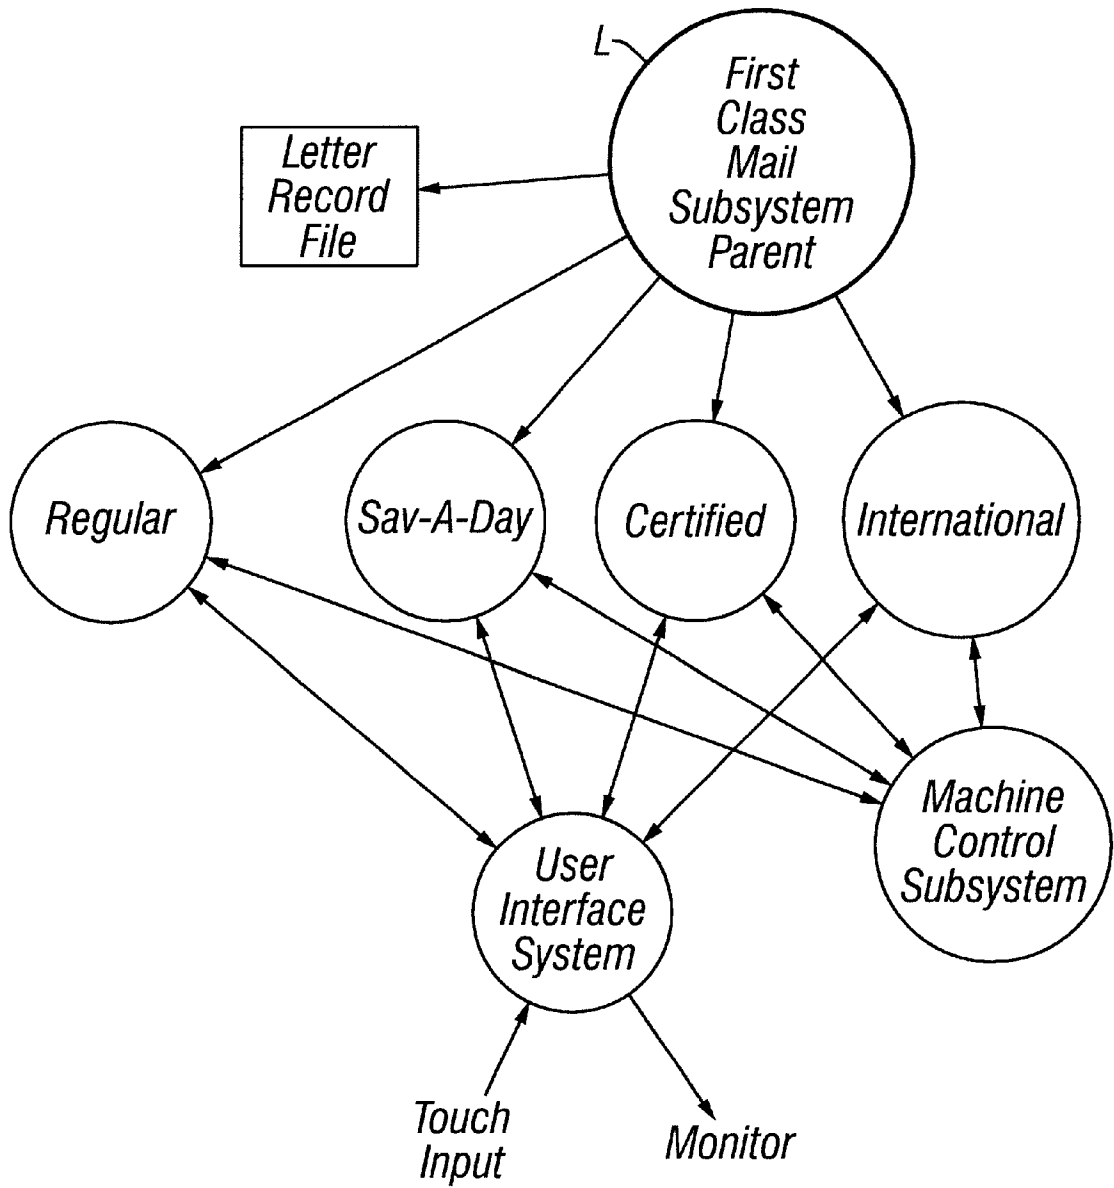 L
First
Class
Mail
Subsystem
Parent
Letter
Record
File
Regular
Sav-A-Day
Certified
International
Machine
Control
Subsystem
User
Interface
System
Touch
Input
Monitor